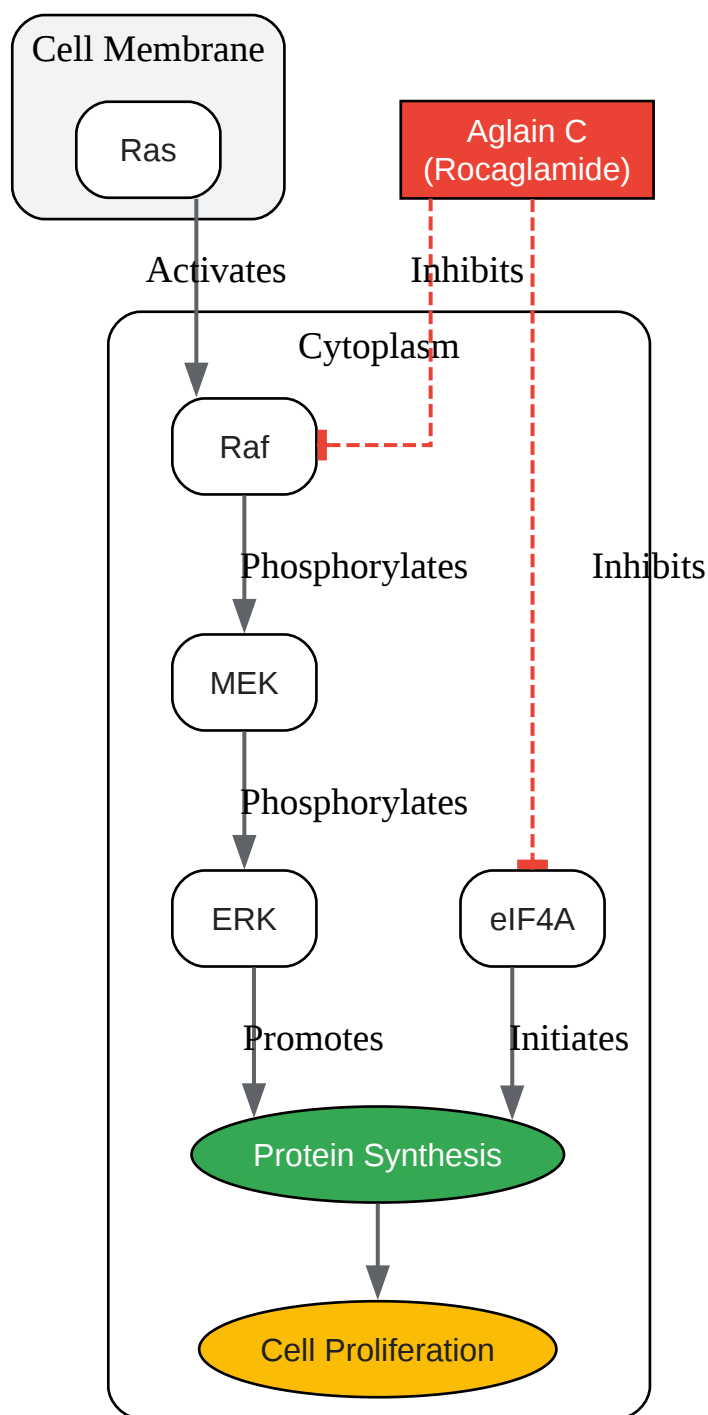 Cell Membrane
Ras
Aglain C
(Rocaglamide)
Activates
Inhibits
Cytoplasm
Raf
Phosphorylates
Inhibits
MEK
Phosphorylates
ERK
eIF4A
Promotes
Initiates
Protein Synthesis
Cell Proliferation